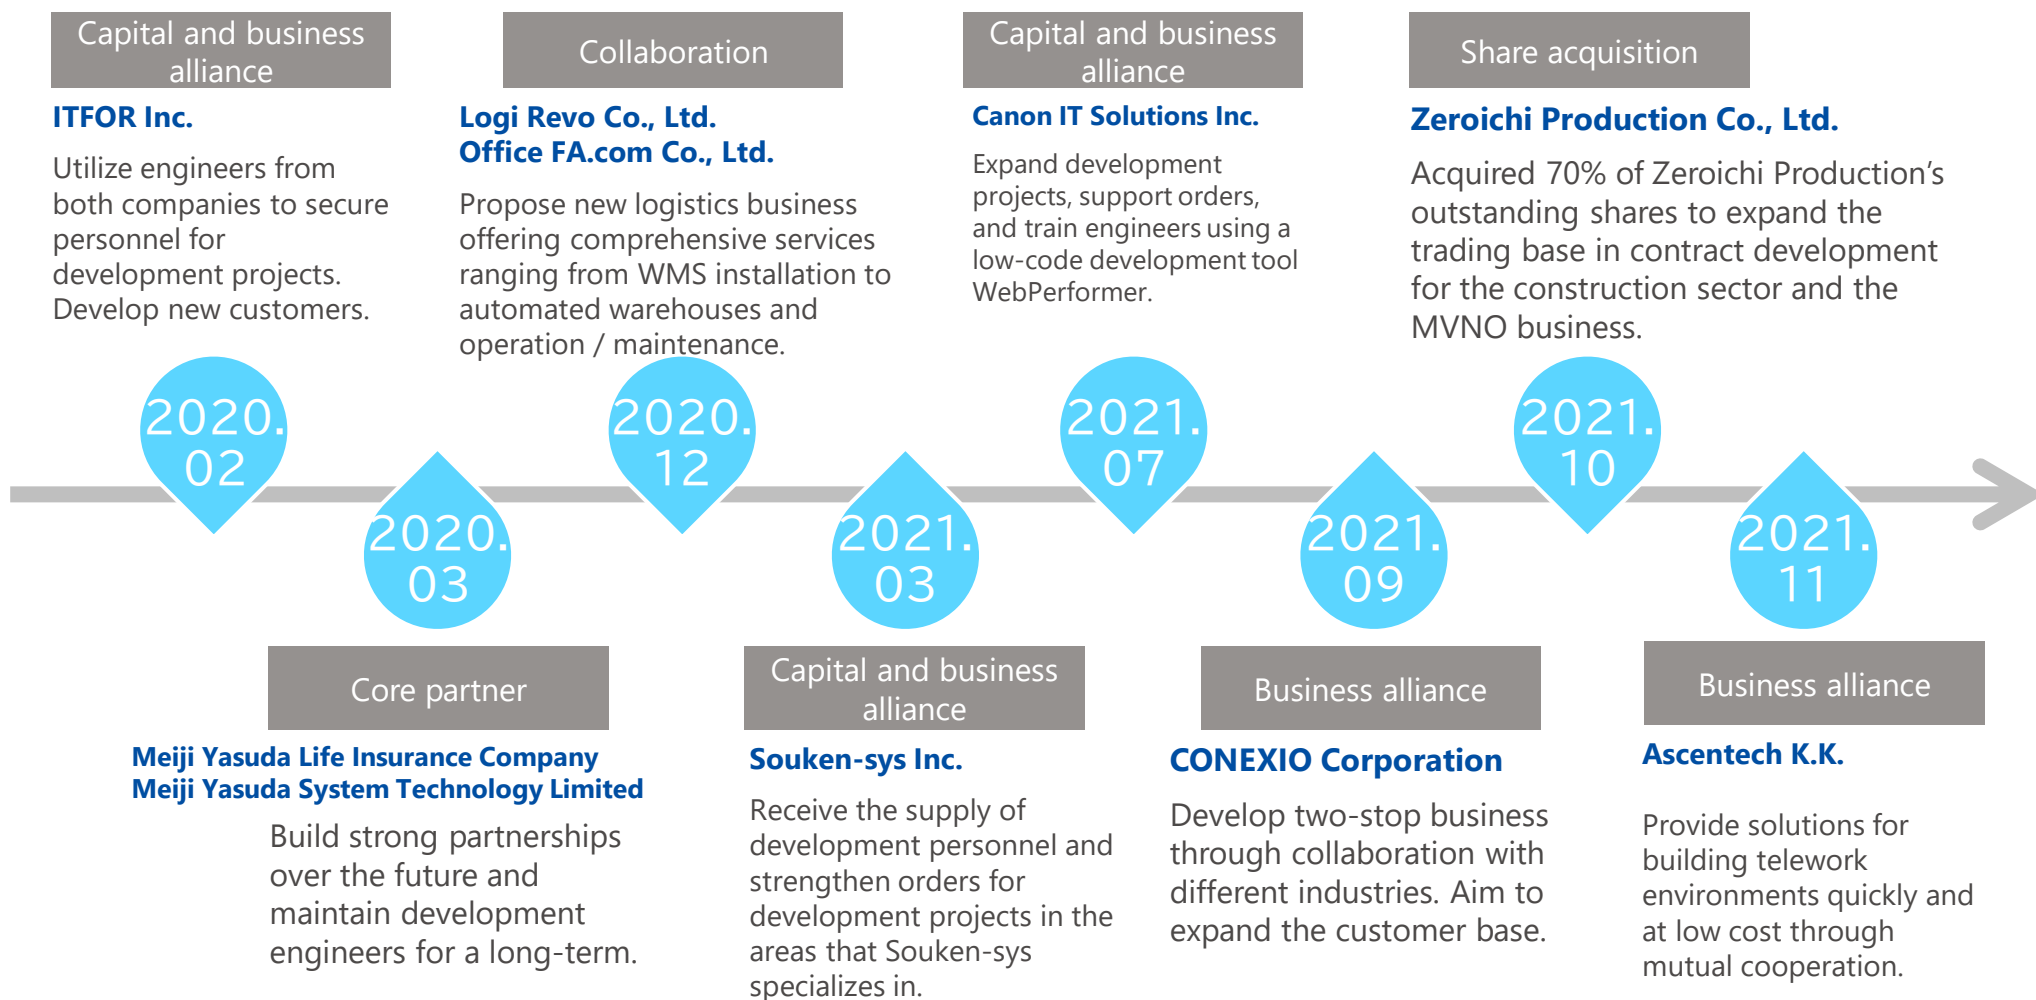 Capital and business
alliance
ITFOR Inc.
Utilize engineers from
both companies to secure
personnel for
development projects.
Develop new customers.
Collaboration
Logi Revo Co., Ltd.
Office FA.com Co., Ltd.
Propose new logistics business
offering comprehensive services
ranging from WMS installation to
automated warehouses and
operation / maintenance.
Capital and business
alliance
Canon IT Solutions Inc.
Expand development
projects, support orders,
and train engineers using a
low-code development tool
WebPerformer.
Share acquisition
Zeroichi Production Co., Ltd.
Acquired 70% of Zeroichi Production’s
outstanding shares to expand the
trading base in contract development
for the construction sector and the
MVNO business.
2020.
02
2020.
03
2020.
12
2021.
03
2021.
07
2021.
09
2021.
10
2021.
11
Core partner
Meiji Yasuda Life Insurance Company
Meiji Yasuda System Technology Limited
Build strong partnerships
over the future and
maintain development
engineers for a long-term.
Capital and business
alliance
Souken-sys Inc.
Receive the supply of
development personnel and
strengthen orders for
development projects in the
areas that Souken-sys
specializes in.
Business alliance
CONEXIO Corporation
Develop two-stop business
through collaboration with
different industries. Aim to
expand the customer base.
Business alliance
Ascentech K.K.
Provide solutions for
building telework
environments quickly and
at low cost through
mutual cooperation.